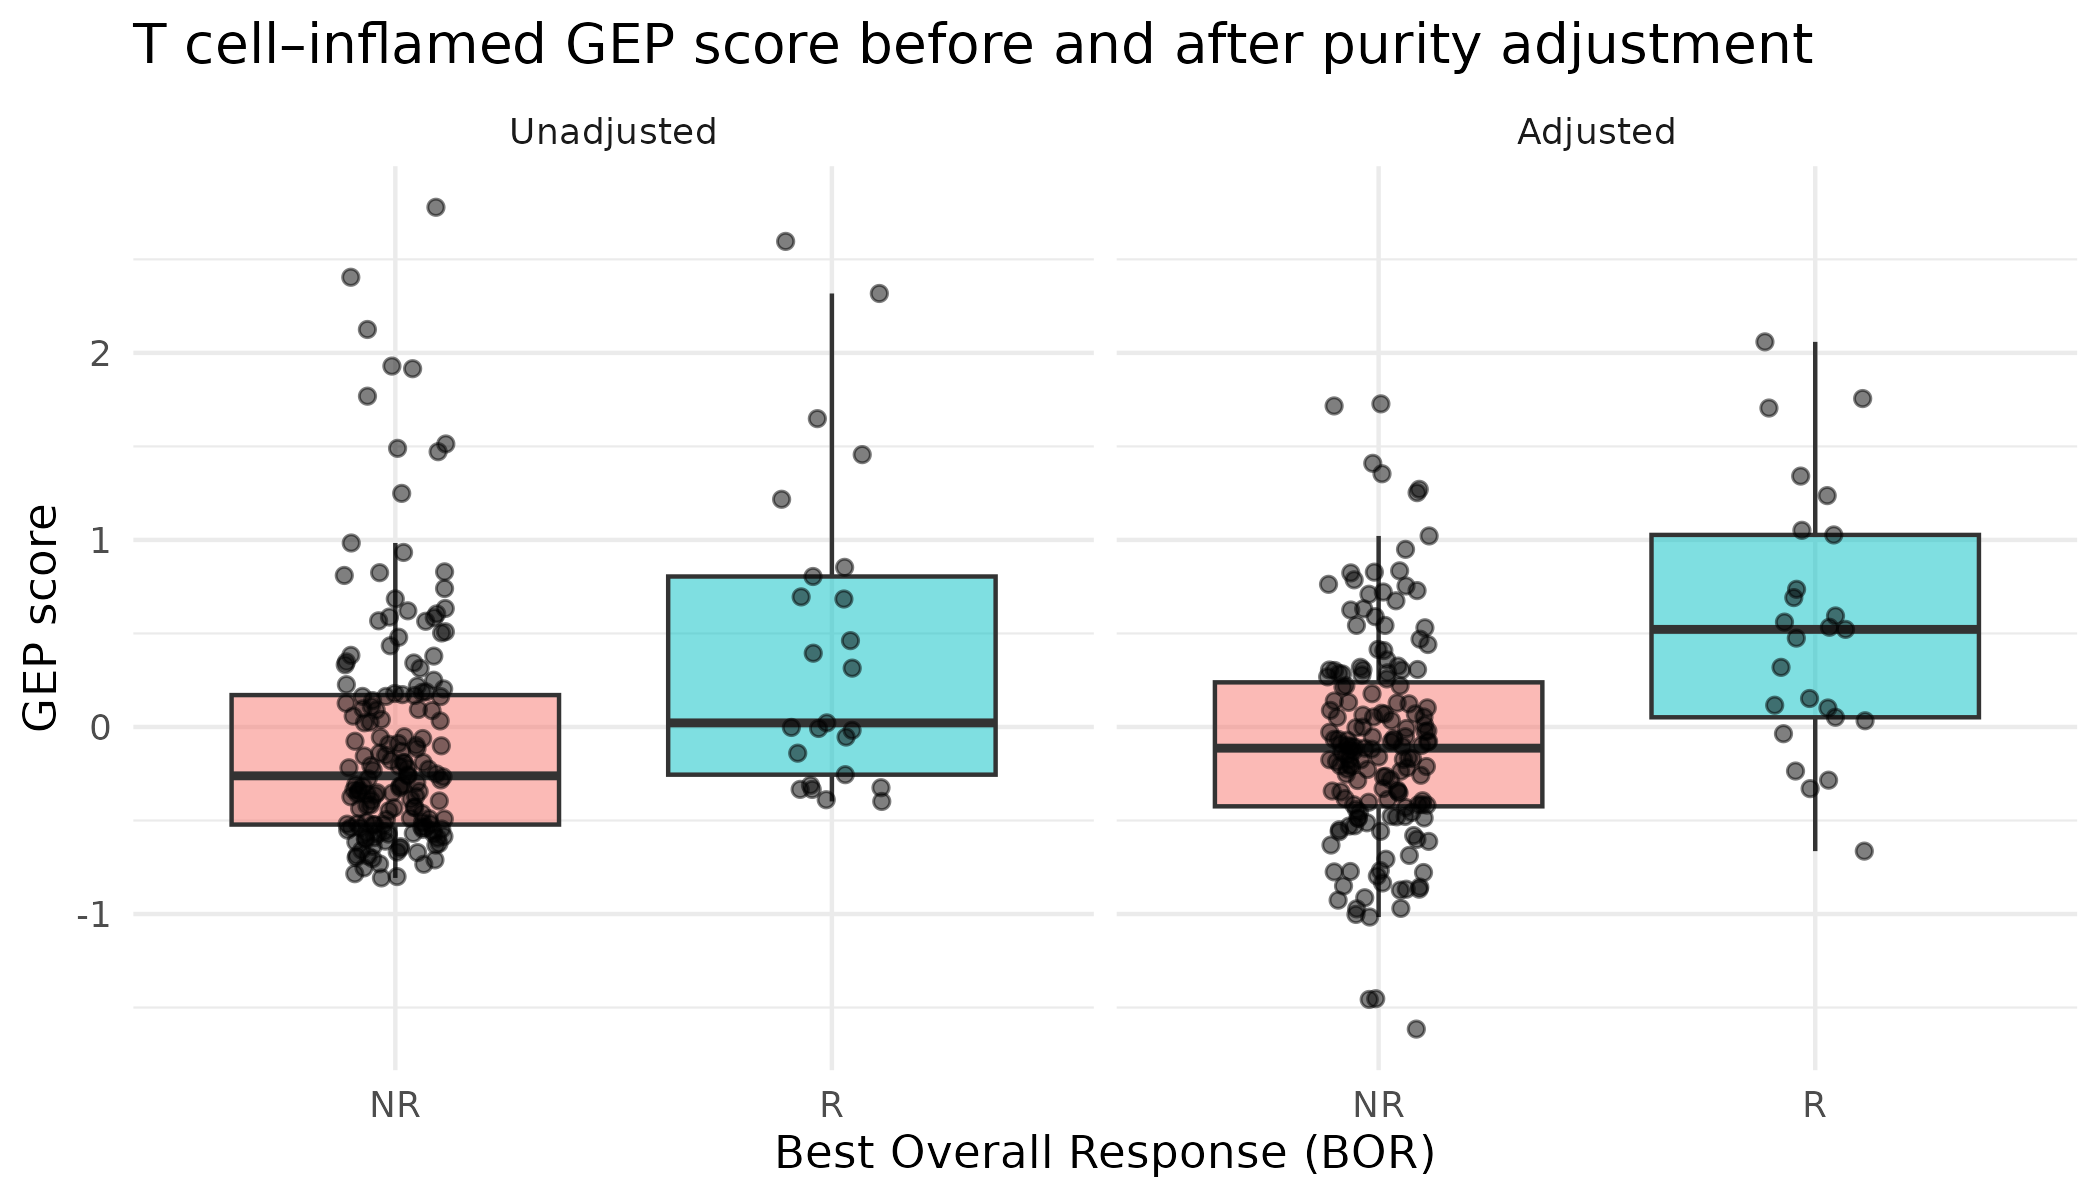 T cell–inflamed GEP score before and after purity adjustment
Unadjusted
Adjusted
GEP score
2
1
0
-1
NR
R
NR
R
Best Overall Response (BOR)